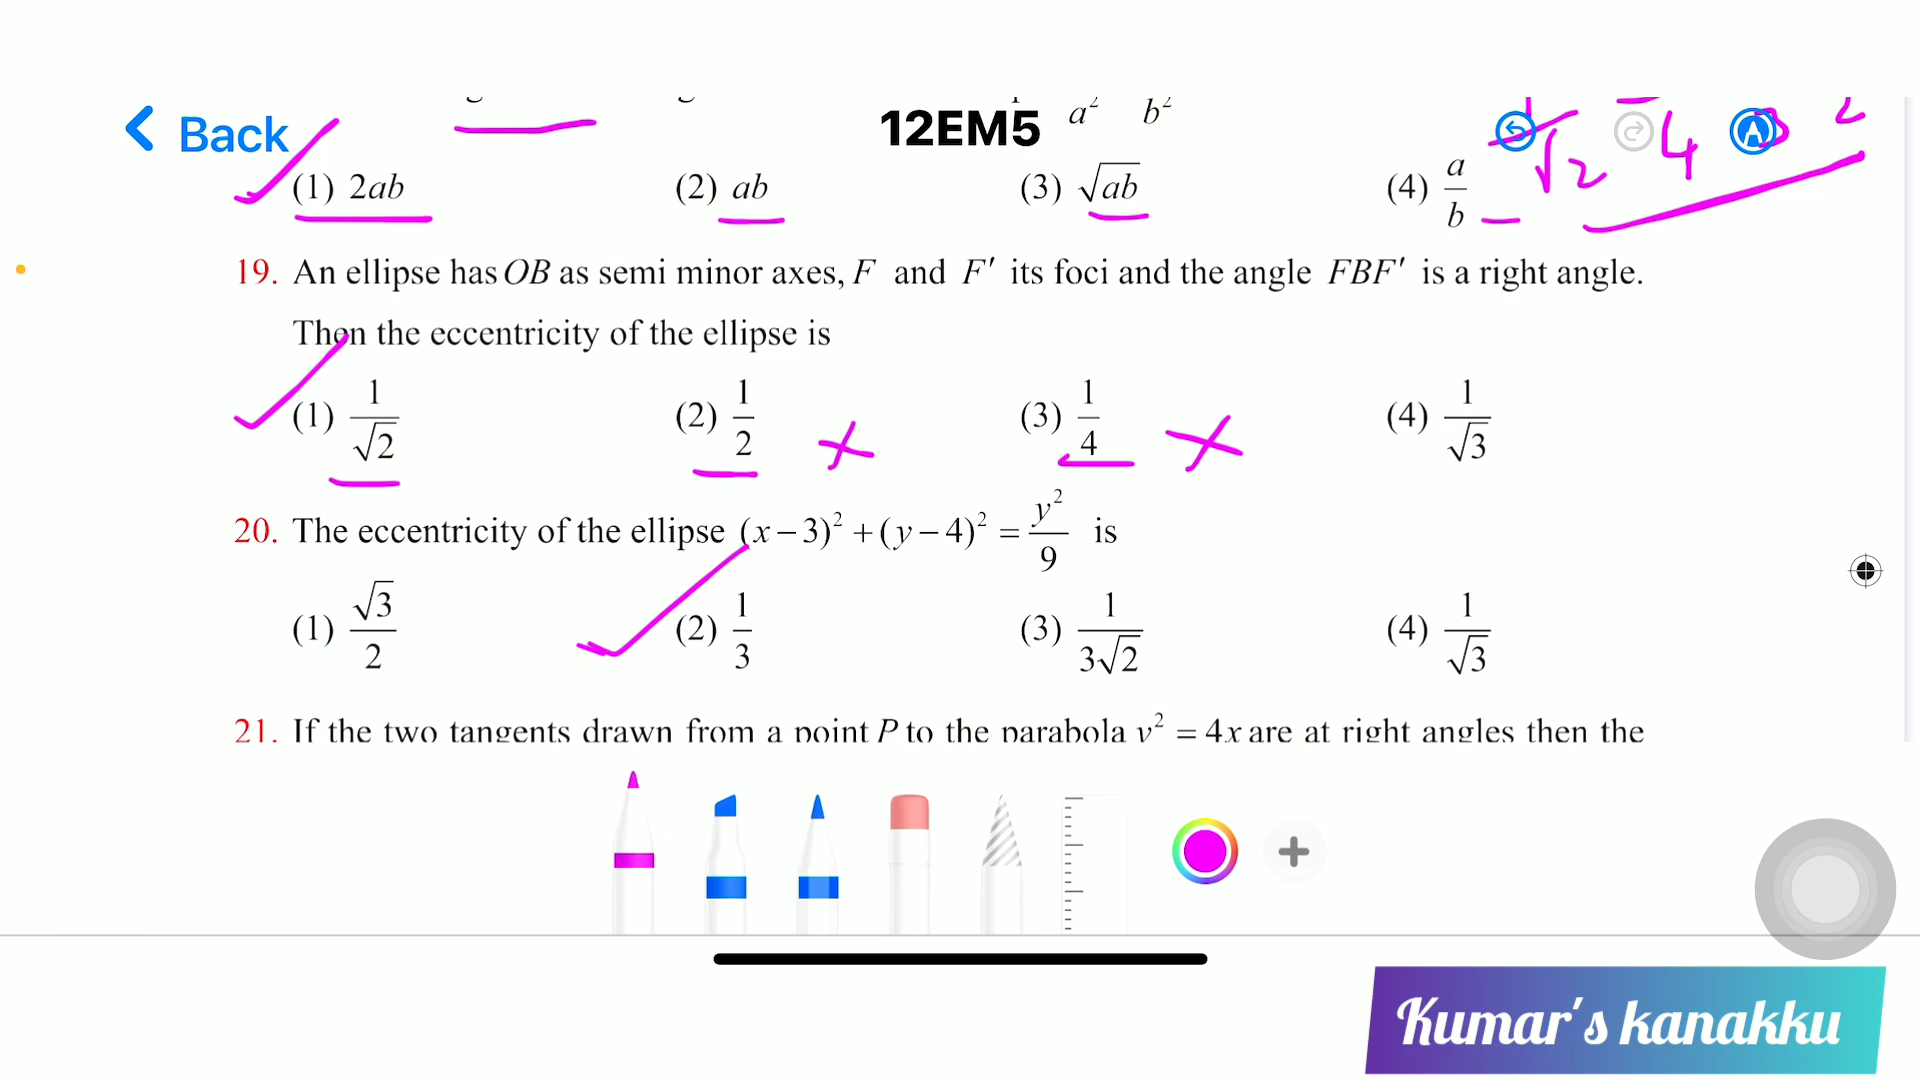 Back
12EM5
a² b²
√2 4
2
(1) 2ab (2) ab (3) √ab (4) a/b
19. An ellipse has OB as semi minor axes, F and F′ its foci and the angle FBF′ is a right angle.
Then the eccentricity of the ellipse is
(1) 1/√2 (2) 1/2 (3) 1/4 (4) 1/√3
20. The eccentricity of the ellipse (x−3)² + (y−4)² = y²/9 is
(1) √3/2 (2) 1/3 (3) 1/3√2 (4) 1/√3
21. If the two tangents drawn from a point P to the parabola y² = 4x are at right angles then the
Kumar's kanakku